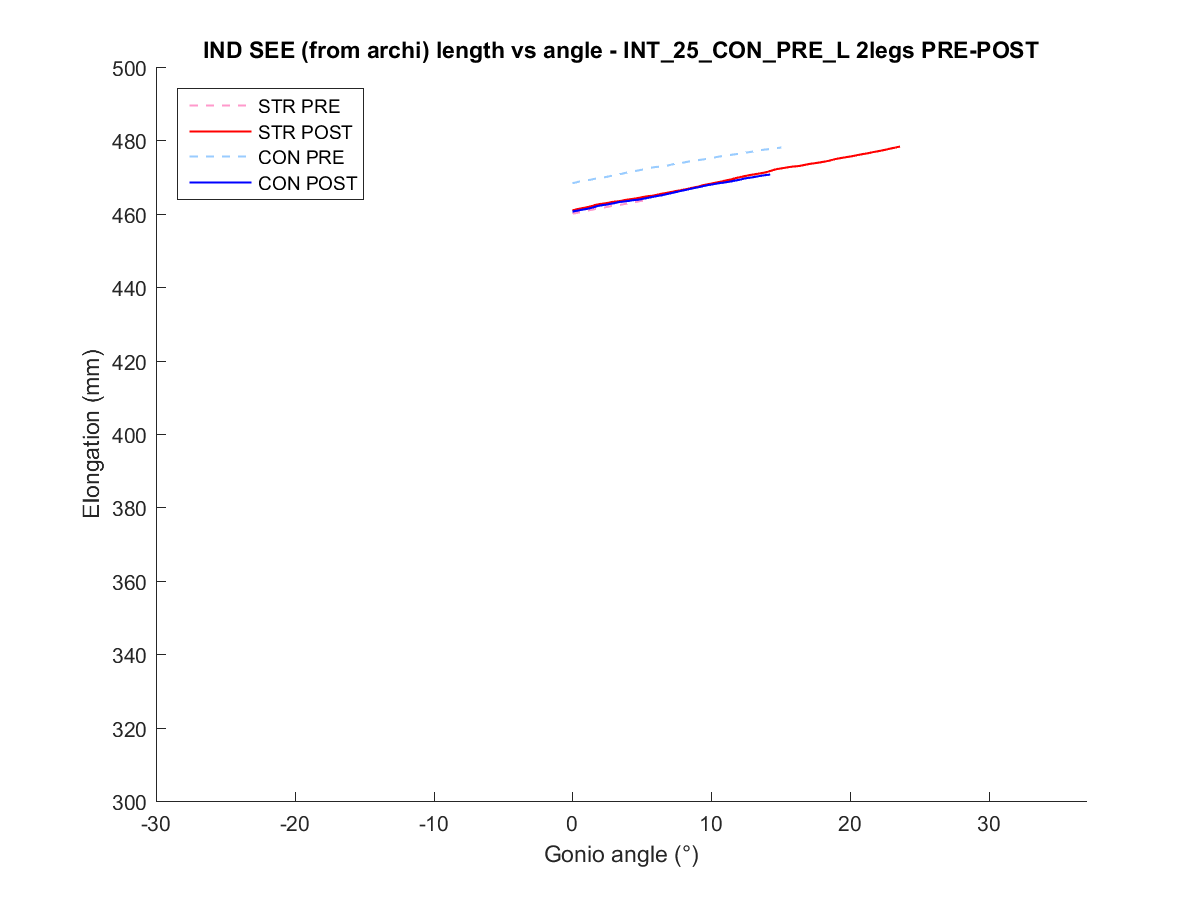 IND SEE (from archi) length vs angle - INT_25_CON_PRE_L 2legs PRE-POST
500
480
460
440
420
400
380
360
340
320
300
Elongation (mm)
STR PRE
STR POST
CON PRE
CON POST
-30
-20
-10
0
10
20
30
Gonio angle (°)